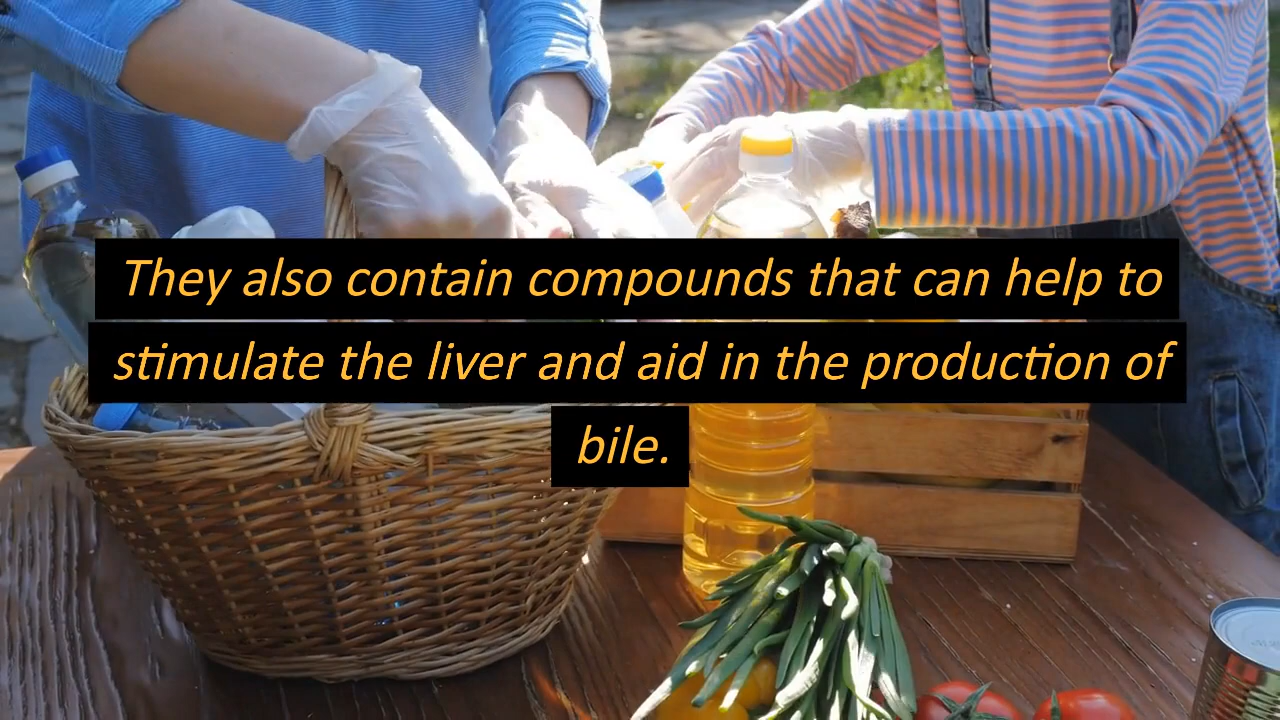 They also contain compounds that can help to
stimulate the liver and aid in the production of
bile.